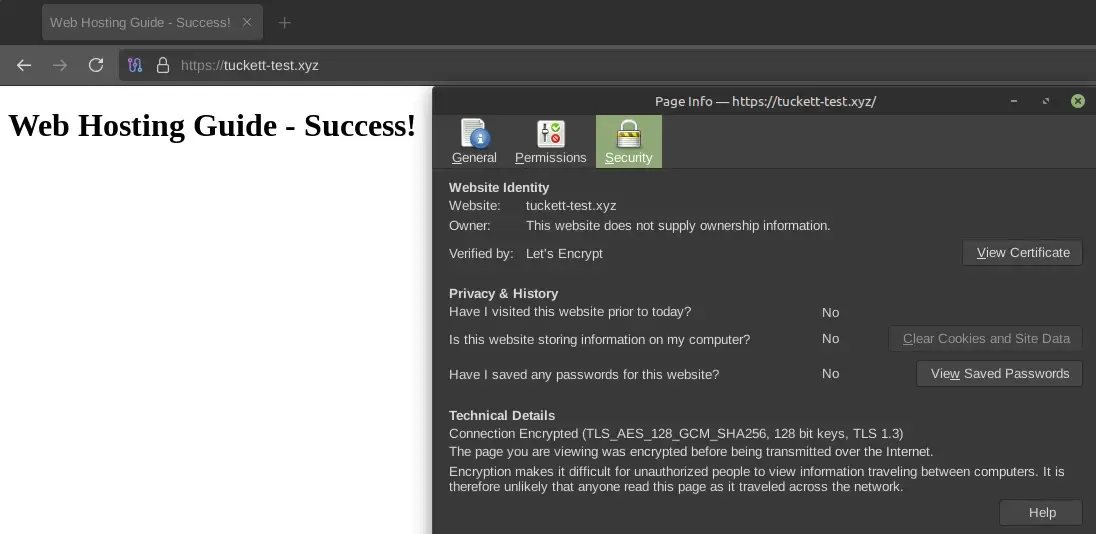 Web Hosting Guide - Success!
https://tuckett-test.xyz
Web Hosting Guide - Success!
Page Info — https://tuckett-test.xyz/
General Permissions Security
Website Identity
Website: tuckett-test.xyz
Owner: This website does not supply ownership information.
Verified by: Let's Encrypt View Certificate
Privacy & History
Have I visited this website prior to today? No
Is this website storing information on my computer? No Clear Cookies and Site Data
Have I saved any passwords for this website? No View Saved Passwords
Technical Details
Connection Encrypted (TLS_AES_128_GCM_SHA256, 128 bit keys, TLS 1.3)
The page you are viewing was encrypted before being transmitted over the Internet.
Encryption makes it difficult for unauthorized people to view information traveling between computers. It is
therefore unlikely that anyone read this page as it traveled across the network.
Help